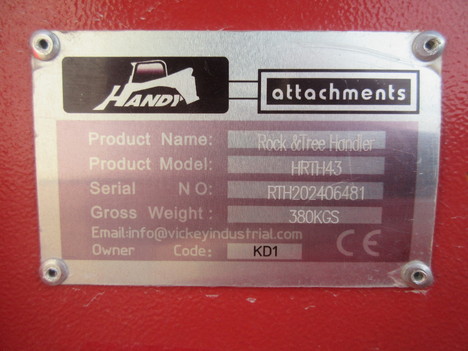 HANDY attachments
Product Name: Rock &Tree Handler
Product Model: HRTH43
Serial NO: RTH202406481
Gross Weight: 380KGS
Email:info@vickeyindustrial.com
Owner Code: KD1 CE